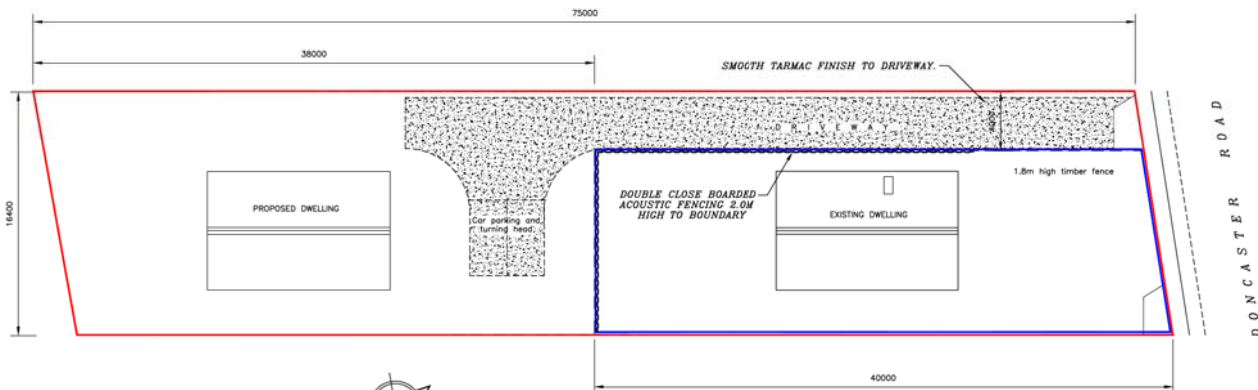 75000
38000
SMOOTH TARMAC FINISH TO DRIVEWAY.
4000
DRIVEWAY
16400
1.8m high timber fence
DOUBLE CLOSE BOARDED
ACOUSTIC FENCING 2.0M
HIGH TO BOUNDARY
PROPOSED DWELLING
Car parking and
turning head.
EXISTING DWELLING
DONCASTER ROAD
40000